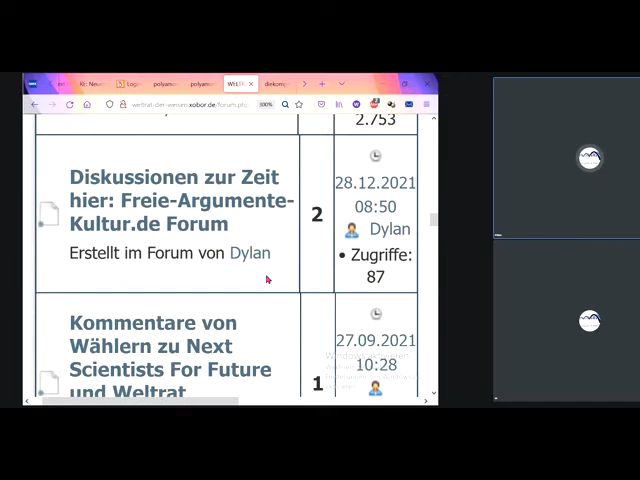 RE: Neue
Login
polyam
polyam
WELT
diekomp
weltrat-der-weisen.xobor.de/forum.php
300%
2.753
Diskussionen zur Zeit
hier: Freie-Argumente-
Kultur.de Forum
Erstellt im Forum von Dylan
2
28.12.2021
08:50
Dylan
• Zugriffe:
87
Kommentare von
Wählern zu Next
Scientists For Future
und Weltrat
1
27.09.2021
10:28
Windows aktivieren